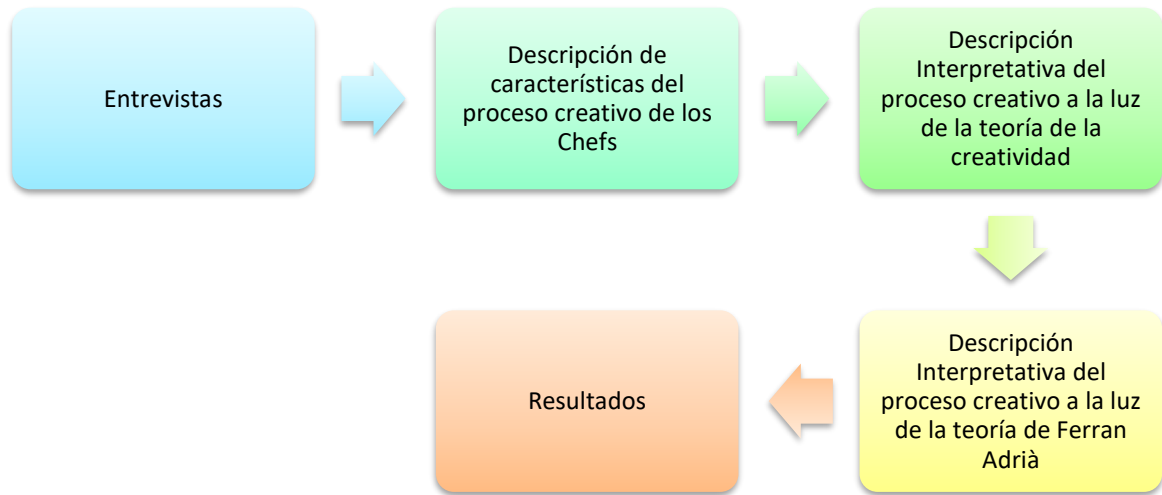 Entrevistas
Descripción de
características del
proceso creativo de los
Chefs
Descripción
Interpretativa del
proceso creativo a la luz
de la teoría de la
creatividad
Descripción
Interpretativa del
proceso creativo a la luz
de la teoría de Ferran
Adrià
Resultados